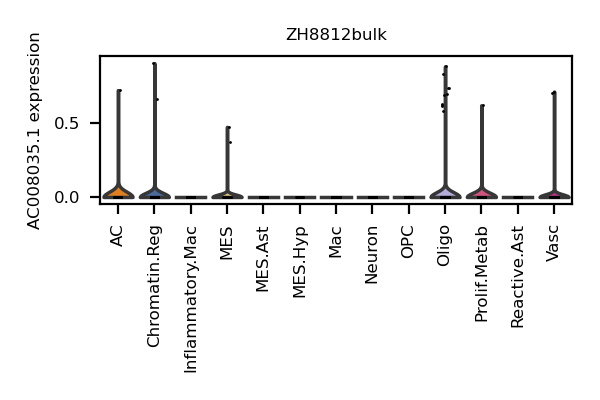 ZH8812bulk
AC008035.1 expression
0.5
0.0
AC
Chromatin.Reg
Inflammatory.Mac
MES
MES.Ast
MES.Hyp
Mac
Neuron
OPC
Oligo
Prolif.Metab
Reactive.Ast
Vasc